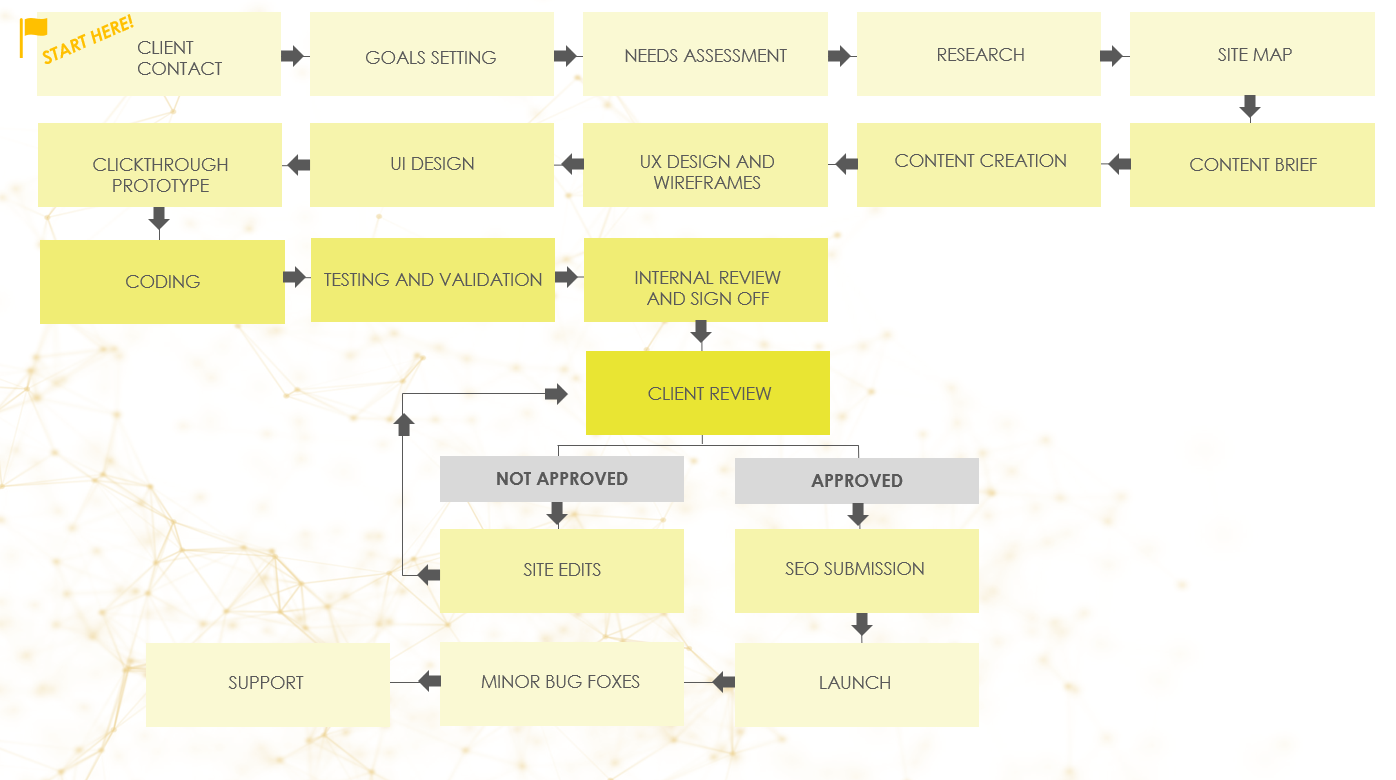 START HERE!
CLIENT
CONTACT
GOALS SETTING
NEEDS ASSESSMENT
RESEARCH
SITE MAP
CLICKTHROUGH
PROTOTYPE
UI DESIGN
UX DESIGN AND
WIREFRAMES
CONTENT CREATION
CONTENT BRIEF
CODING
TESTING AND VALIDATION
INTERNAL REVIEW
AND SIGN OFF
CLIENT REVIEW
NOT APPROVED
APPROVED
SITE EDITS
SEO SUBMISSION
SUPPORT
MINOR BUG FOXES
LAUNCH